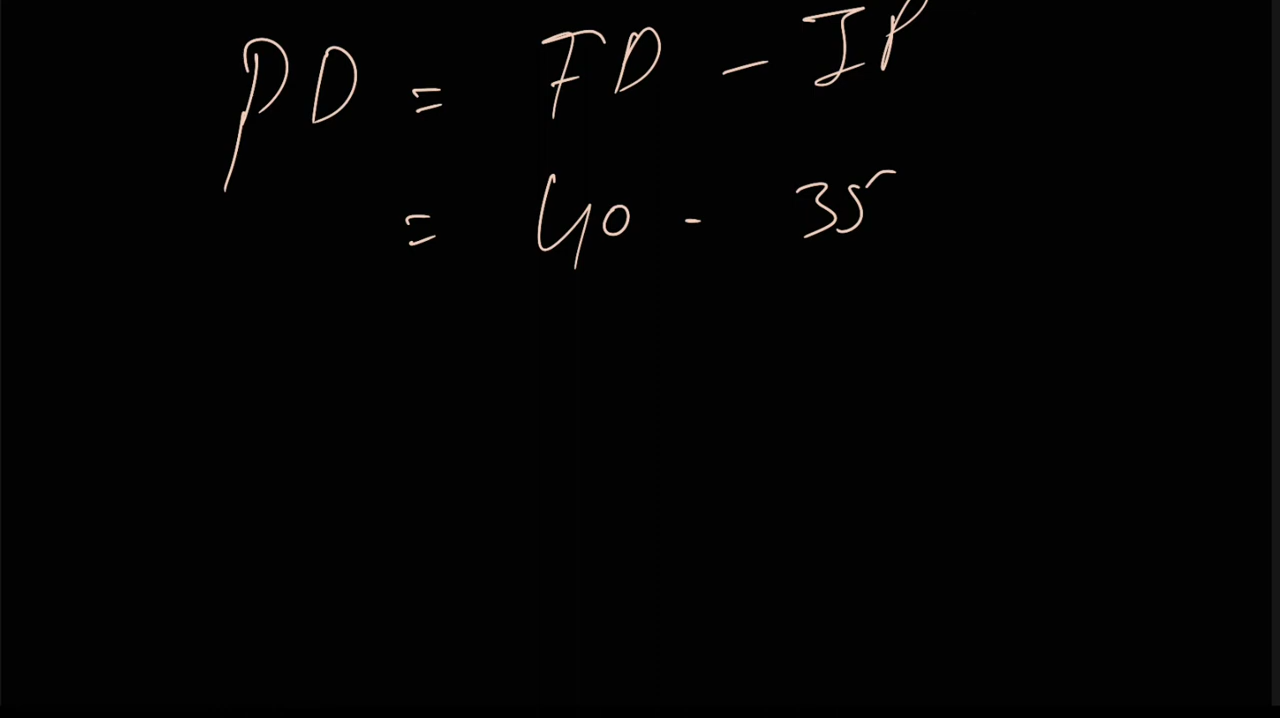 PD = FD - IP
= 40 - 35